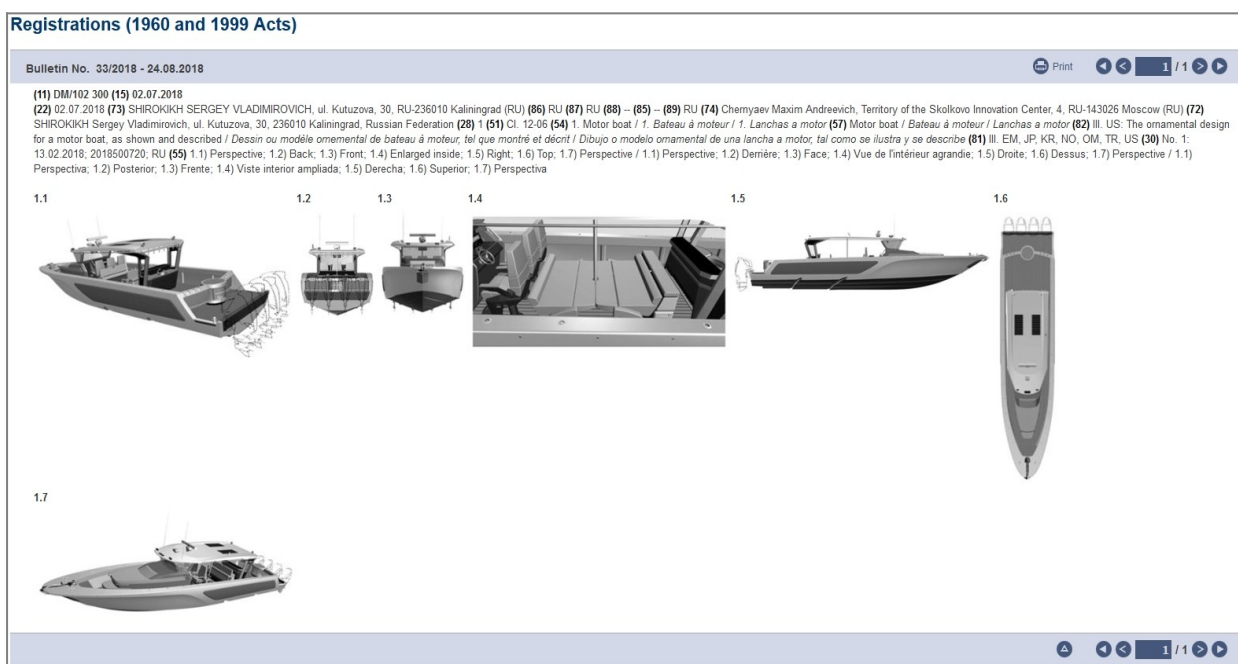 Registrations (1960 and 1999 Acts)
Bulletin No. 33/2018 - 24.08.2018 Print 1 / 1
(11) DM/102 300 (15) 02.07.2018
(22) 02.07.2018 (73) SHIROKIKH SERGEY VLADIMIROVICH, ul. Kutuzova, 30, RU-236010 Kaliningrad (RU) (86) RU (87) RU (88) -- (85) -- (89) RU (74) Chernyaev Maxim Andreevich, Territory of the Skolkovo Innovation Center, 4, RU-143026 Moscow (RU) (72)
SHIROKIKH Sergey Vladimirovich, ul. Kutuzova, 30, 236010 Kaliningrad, Russian Federation (28) 1 (51) Cl. 12-06 (54) 1. Motor boat / 1. Bateau à moteur / 1. Lanchas a motor (57) Motor boat / Bateau à moteur / Lanchas a motor (82) III. US: The ornamental design
for a motor boat, as shown and described / Dessin ou modèle ornemental de bateau à moteur, tel que montré et décrit / Dibujo o modelo ornamental de una lancha a motor, tal como se ilustra y se describe (81) III. EM, JP, KR, NO, OM, TR, US (30) No. 1:
13.02.2018; 2018500720; RU (55) 1.1) Perspective; 1.2) Back; 1.3) Front; 1.4) Enlarged inside; 1.5) Right; 1.6) Top; 1.7) Perspective / 1.1) Perspective; 1.2) Derrière; 1.3) Face; 1.4) Vue de l'intérieur agrandie; 1.5) Droite; 1.6) Dessus; 1.7) Perspective / 1.1)
Perspectiva; 1.2) Posterior; 1.3) Frente; 1.4) Viste interior ampliada; 1.5) Derecha; 1.6) Superior; 1.7) Perspectiva
1.1 1.2 1.3 1.4 1.5 1.6
1.7
1 / 1